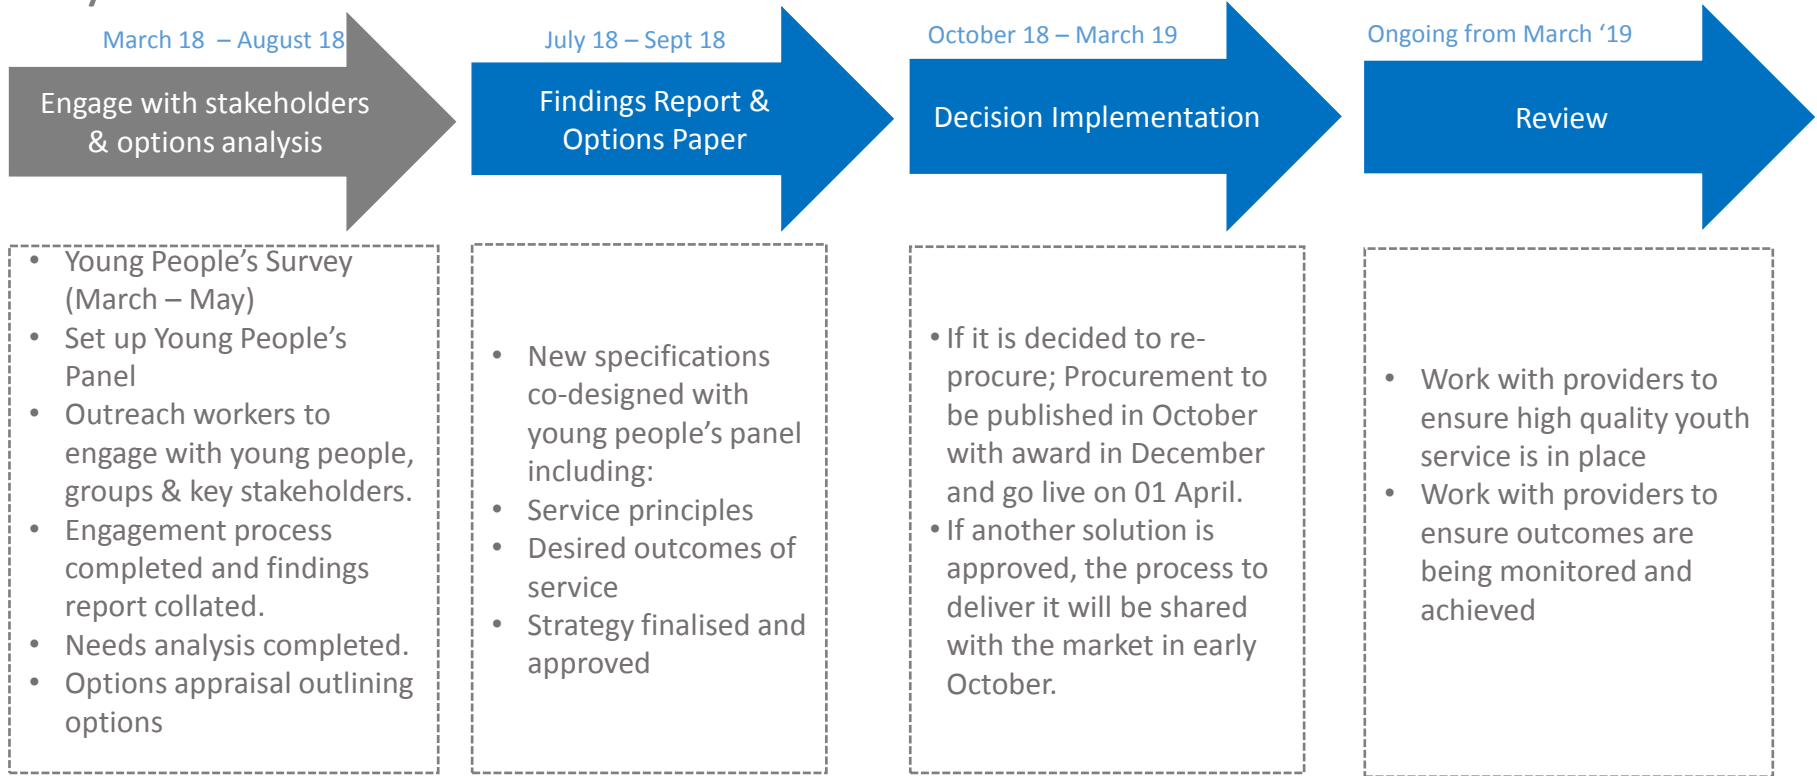 March 18 – August 18
Engage with stakeholders
& options analysis
• Young People’s Survey
(March – May)
• Set up Young People’s
Panel
• Outreach workers to
engage with young people,
groups & key stakeholders.
• Engagement process
completed and findings
report collated.
• Needs analysis completed.
• Options appraisal outlining
options
July 18 – Sept 18
Findings Report &
Options Paper
• New specifications
co-designed with
young people’s panel
including:
• Service principles
• Desired outcomes of
service
• Strategy finalised and
approved
October 18 – March 19
Decision Implementation
• If it is decided to re-
procure; Procurement to
be published in October
with award in December
and go live on 01 April.
• If another solution is
approved, the process to
deliver it will be shared
with the market in early
October.
Ongoing from March ‘19
Review
• Work with providers to
ensure high quality youth
service is in place
• Work with providers to
ensure outcomes are
being monitored and
achieved